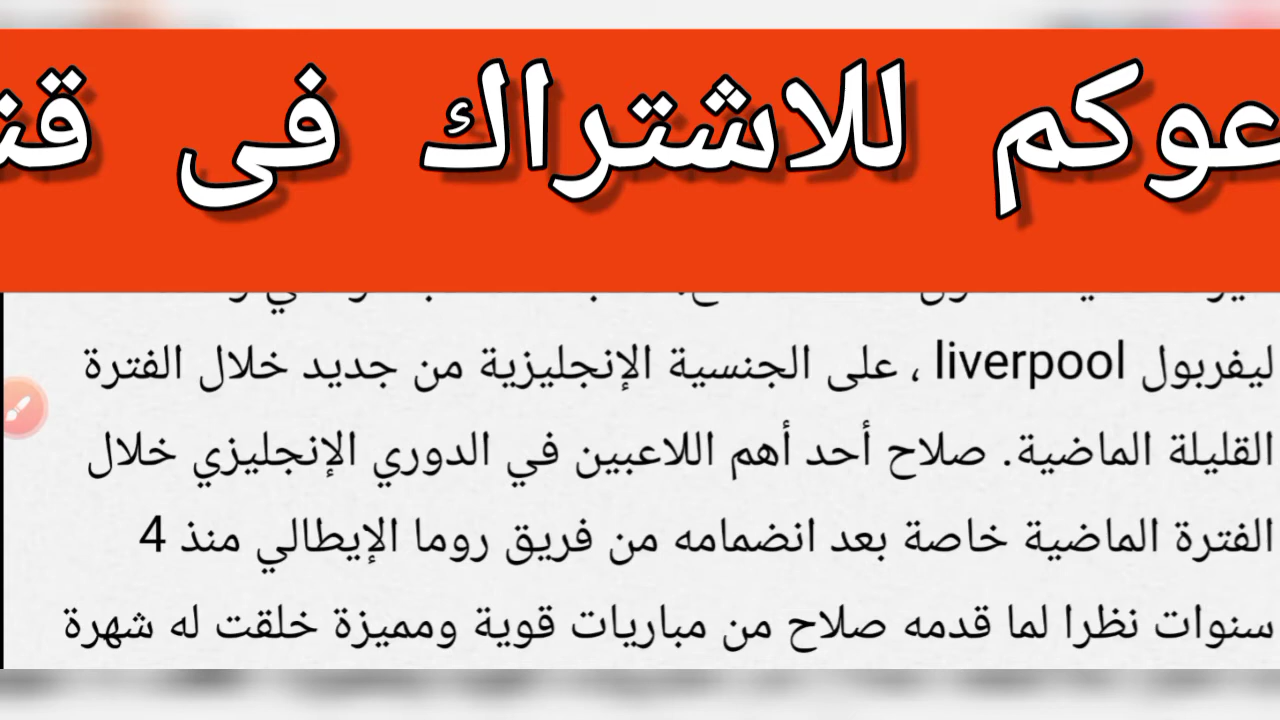 للاشتراك فى
ليفربول liverpool ، على الجنسية الإنجليزية من جديد خلال الفترة
القليلة الماضية. صلاح أحد أهم اللاعبين في الدوري الإنجليزي خلال
الفترة الماضية خاصة بعد انضمامه من فريق روما الإيطالي منذ 4
سنوات نظرا لما قدمه صلاح من مباريات قوية ومميزة خلقت له شهرة